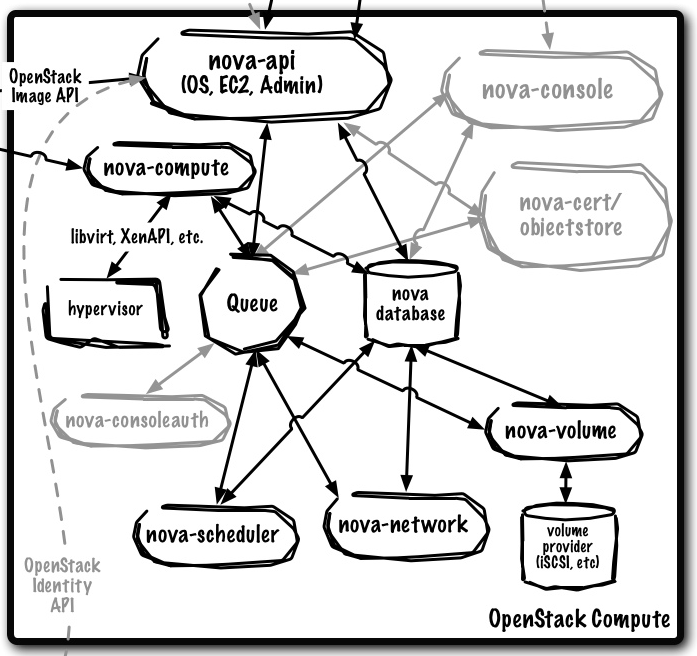 nova-api
(OS, EC2, Admin)
OpenStack
Image API
nova-console
nova-compute
nova-cert/
objectstore
libvirt, XenAPI, etc.
hypervisor
Queue
nova
database
nova-consoleauth
nova-volume
nova-scheduler
nova-network
volume
provider
(iSCSI, etc)
OpenStack
Identity
API
OpenStack Compute